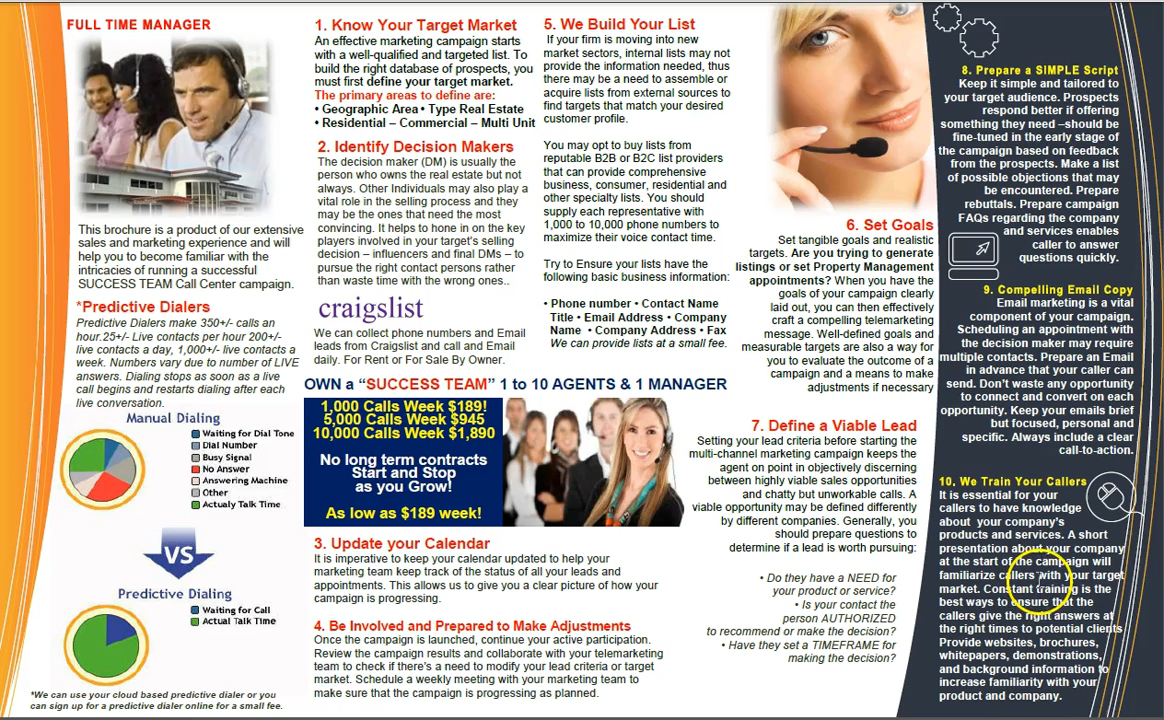 FULL TIME MANAGER
This brochure is a product of our extensive
sales and marketing experience and will
help you to become familiar with the
intricacies of running a successful
SUCCESS TEAM Call Center campaign.
*Predictive Dialers
Predictive Dialers make 350+/- calls an
hour.25+/- Live contacts per hour 200+/-
live contacts a day, 1,000+/- live contacts a
week. Numbers vary due to number of LIVE
answers. Dialing stops as soon as a live
call begins and restarts dialing after each
live conversation.
Manual Dialing
Waiting for Dial Tone
Dial Number
Busy Signal
No Answer
Answering Machine
Other
Actualy Talk Time
VS
Predictive Dialing
Waiting for Call
Actual Talk Time
*We can use your cloud based predictive dialer or you
can sign up for a predictive dialer online for a small fee.
1. Know Your Target Market
An effective marketing campaign starts
with a well-qualified and targeted list. To
build the right database of prospects, you
must first define your target market.
The primary areas to define are:
• Geographic Area • Type Real Estate
• Residential – Commercial – Multi Unit
2. Identify Decision Makers
The decision maker (DM) is usually the
person who owns the real estate but not
always. Other Individuals may also play a
vital role in the selling process and they
may be the ones that need the most
convincing. It helps to hone in on the key
players involved in your target's selling
decision – influencers and final DMs – to
pursue the right contact persons rather
than waste time with the wrong ones..
craigslist
We can collect phone numbers and Email
leads from Craigslist and call and Email
daily. For Rent or For Sale By Owner.
5. We Build Your List
If your firm is moving into new
market sectors, internal lists may not
provide the information needed, thus
there may be a need to assemble or
acquire lists from external sources to
find targets that match your desired
customer profile.
You may opt to buy lists from
reputable B2B or B2C list providers
that can provide comprehensive
business, consumer, residential and
other specialty lists. You should
supply each representative with
1,000 to 10,000 phone numbers to
maximize their voice contact time.
Try to Ensure your lists have the
following basic business information:
• Phone number • Contact Name
Title • Email Address • Company
Name • Company Address • Fax
We can provide lists at a small fee.
OWN a “SUCCESS TEAM” 1 to 10 AGENTS & 1 MANAGER
1,000 Calls Week $189!
5,000 Calls Week $945
10,000 Calls Week $1,890
No long term contracts
Start and Stop
as you Grow!
As low as $189 week!
3. Update your Calendar
It is imperative to keep your calendar updated to help your
marketing team keep track of the status of all your leads and
appointments. This allows us to give you a clear picture of how your
campaign is progressing.
4. Be Involved and Prepared to Make Adjustments
Once the campaign is launched, continue your active participation.
Review the campaign results and collaborate with your telemarketing
team to check if there's a need to modify your lead criteria or target
market. Schedule a weekly meeting with your marketing team to
make sure that the campaign is progressing as planned.
6. Set Goals
Set tangible goals and realistic
targets. Are you trying to generate
listings or set Property Management
appointments? When you have the
goals of your campaign clearly
laid out, you can then effectively
craft a compelling telemarketing
message. Well-defined goals and
measurable targets are also a way for
you to evaluate the outcome of a
campaign and a means to make
adjustments if necessary
7. Define a Viable Lead
Setting your lead criteria before starting the
multi-channel marketing campaign keeps the
agent on point in objectively discerning
between highly viable sales opportunities
and chatty but unworkable calls. A
viable opportunity may be defined differently
by different companies. Generally, you
should prepare questions to
determine if a lead is worth pursuing:
• Do they have a NEED for
your product or service?
• Is your contact the
person AUTHORIZED
to recommend or make the decision?
• Have they set a TIMEFRAME for
making the decision?
8. Prepare a SIMPLE Script
Keep it simple and tailored to
your target audience. Prospects
respond better if offering
something they need –should be
fine-tuned in the early stage of
the campaign based on feedback
from the prospects. Make a list
of possible objections that may
be encountered. Prepare
rebuttals. Prepare campaign
FAQs regarding the company
and services enables
caller to answer
questions quickly.
9. Compelling Email Copy
Email marketing is a vital
component of your campaign.
Scheduling an appointment with
the decision maker may require
multiple contacts. Prepare an Email
in advance that your caller can
send. Don't waste any opportunity
to connect and convert on each
opportunity. Keep your emails brief
but focused, personal and
specific. Always include a clear
call-to-action.
10. We Train Your Callers
It is essential for your
callers to have knowledge
about your company's
products and services. A short
presentation about your company
at the start of the campaign will
familiarize callers with your target
market. Constant training is the
best ways to ensure that the
callers give the right answers at
the right times to potential clients
Provide websites, brochures,
whitepapers, demonstrations,
and background information to
increase familiarity with your
product and company.